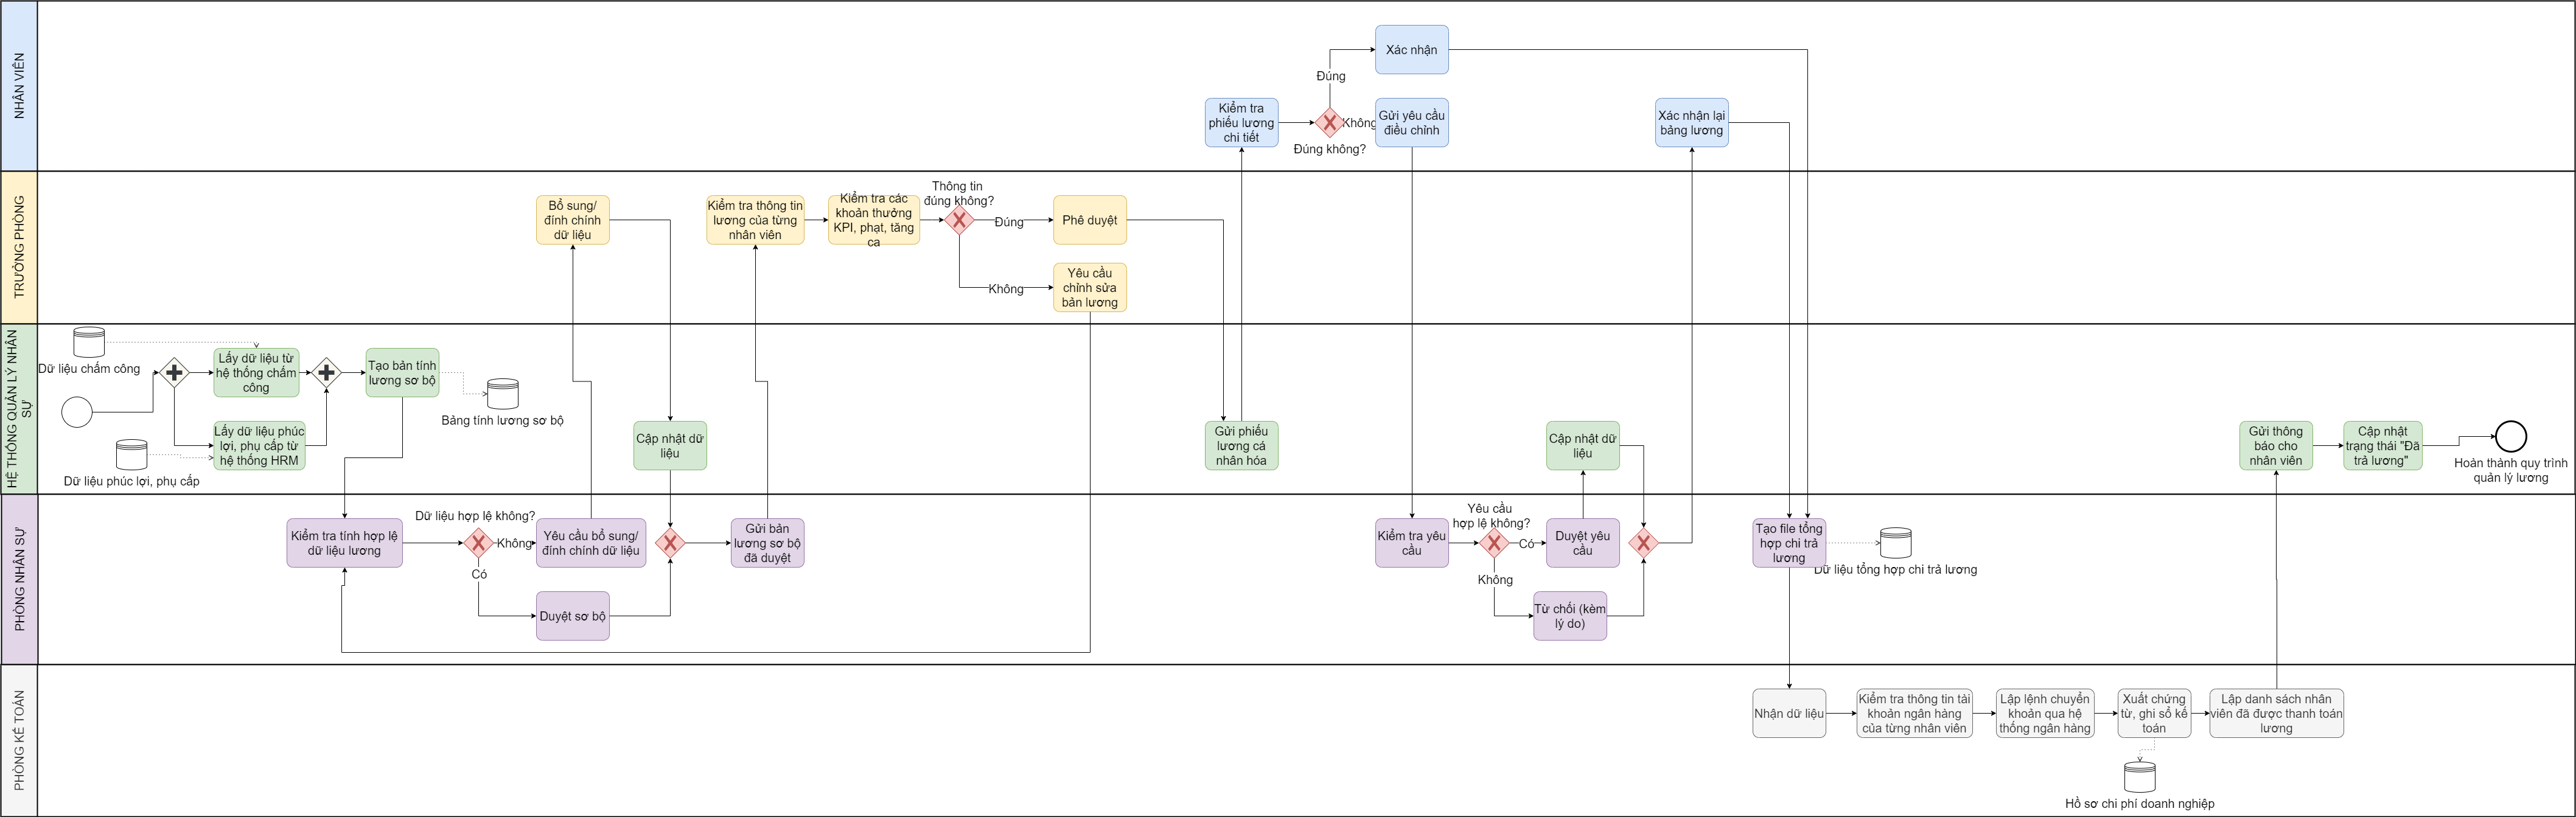 NHÂN VIÊN
Xác nhận
Đúng
Kiểm tra
phiếu lương
chi tiết
Không
Đúng không?
Gửi yêu cầu
điều chỉnh
Xác nhận lại
bảng lương
TRƯỞNG PHÒNG
Bổ sung/
đính chính
dữ liệu
Kiểm tra thông tin
lương của từng
nhân viên
Kiểm tra các
khoản thưởng
KPI, phạt, tăng
ca
Thông tin
đúng không?
Đúng
Phê duyệt
Không
Yêu cầu
chỉnh sửa
bản lương
HỆ THỐNG QUẢN LÝ NHÂN
SỰ
Dữ liệu chấm công
Lấy dữ liệu từ
hệ thống chấm
công
Tạo bản tính
lương sơ bộ
Bảng tính lương sơ bộ
Lấy dữ liệu phúc
lợi, phụ cấp từ
hệ thống HRM
Dữ liệu phúc lợi, phụ cấp
Cập nhật dữ
liệu
Gửi phiếu
lương cá
nhân hóa
Cập nhật dữ
liệu
Gửi thông
báo cho
nhân viên
Cập nhật
trạng thái "Đã
trả lương"
Hoàn thành quy trình
quản lý lương
PHÒNG NHÂN SỰ
Kiểm tra tính hợp lệ
dữ liệu lương
Dữ liệu hợp lệ không?
Không
Có
Yêu cầu bổ sung/
đính chính dữ liệu
Duyệt sơ bộ
Gửi bản
lương sơ bộ
đã duyệt
Kiểm tra yêu
cầu
Yêu cầu
hợp lệ không?
Có
Không
Duyệt yêu
cầu
Từ chối (kèm
lý do)
Tạo file tổng
hợp chi trả
lương
Dữ liệu tổng hợp chi trả lương
PHÒNG KẾ TOÁN
Nhận dữ liệu
Kiểm tra thông tin tài
khoản ngân hàng
của từng nhân viên
Lập lệnh chuyển
khoản qua hệ
thống ngân hàng
Xuất chứng
từ, ghi sổ kế
toán
Lập danh sách nhân
viên đã được thanh toán
lương
Hồ sơ chi phí doanh nghiệp